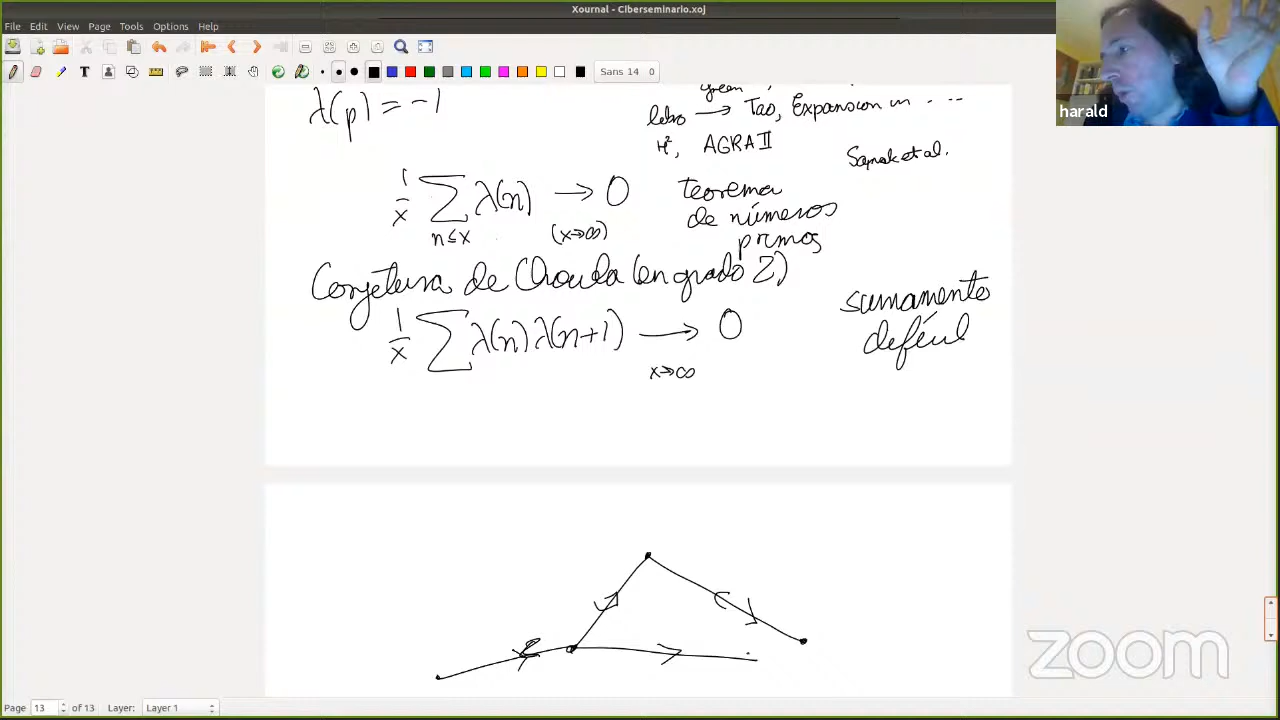 Xournal - Ciberseminario.xoj
File Edit View Page Tools Options Help
Sans 14 0
harald
λ(p) = -1
green
libro → Tao, Expansion in ...
H², AGRA II
Sarnak et al.
1/x ∑ n≤x λ(n) → 0 (x→∞)
teorema
de números
primos
Conjetura de Chowla (en grado 2)
1/x ∑ λ(n)λ(n+1) → 0 x→∞
sumamente
difícil
zoom
Page 13 of 13 Layer: Layer 1